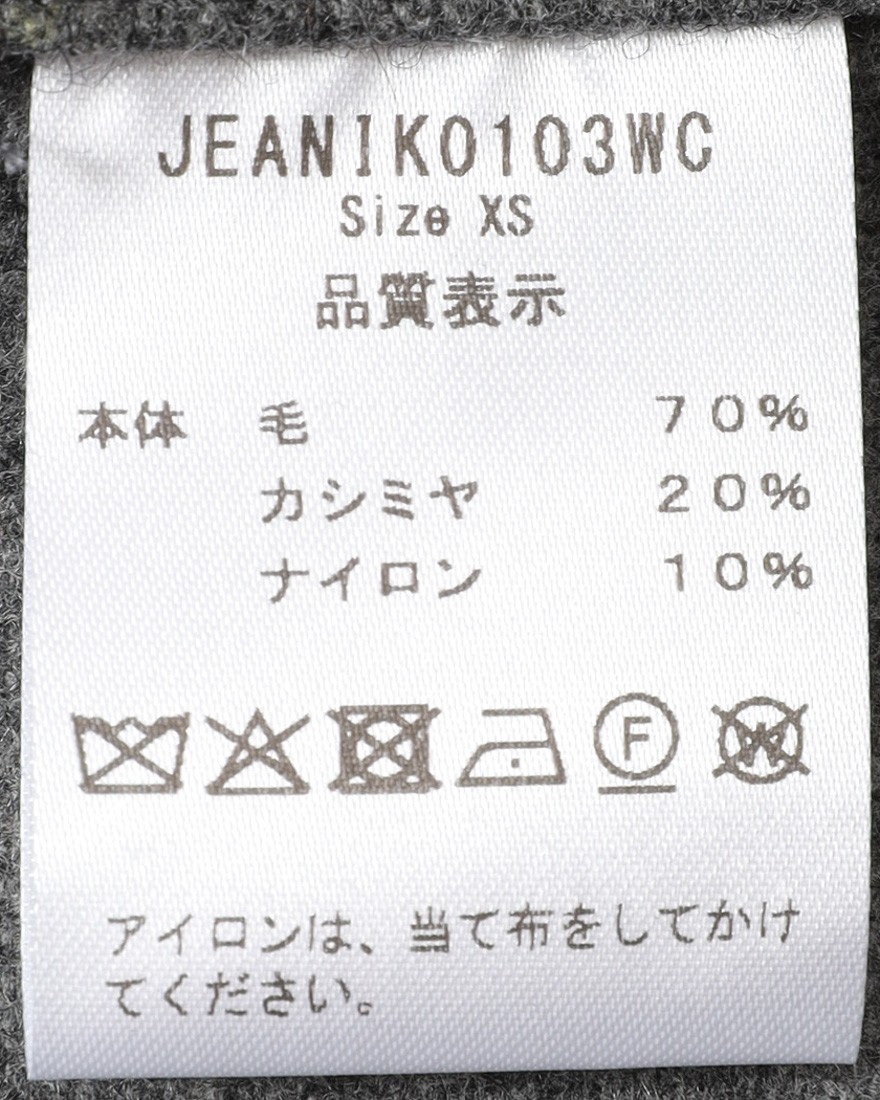 JEANIK0103WC
Size XS
品質表示
本体 毛 70%
カシミヤ 20%
ナイロン 10%
F W
アイロンは、当て布をしてかけ
てください。